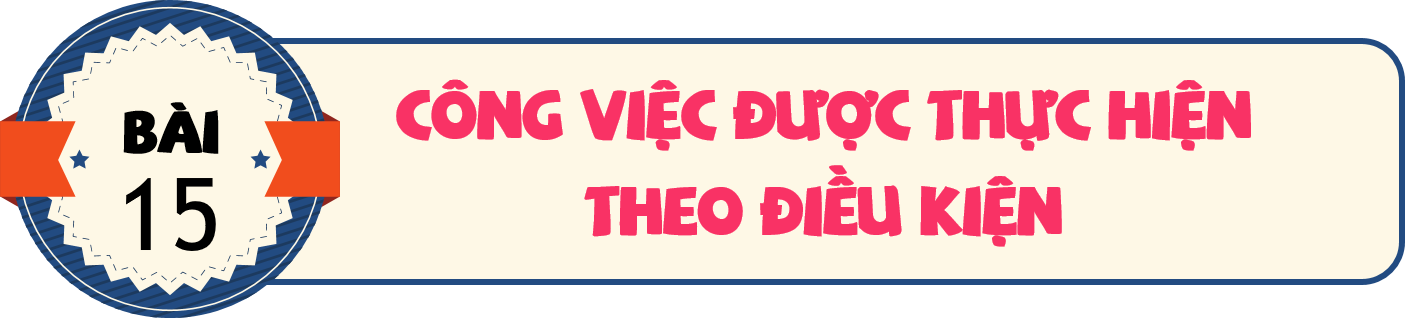 BÀI
15
CÔNG VIỆC ĐƯỢC THỰC HIỆN
THEO ĐIỀU KIỆN